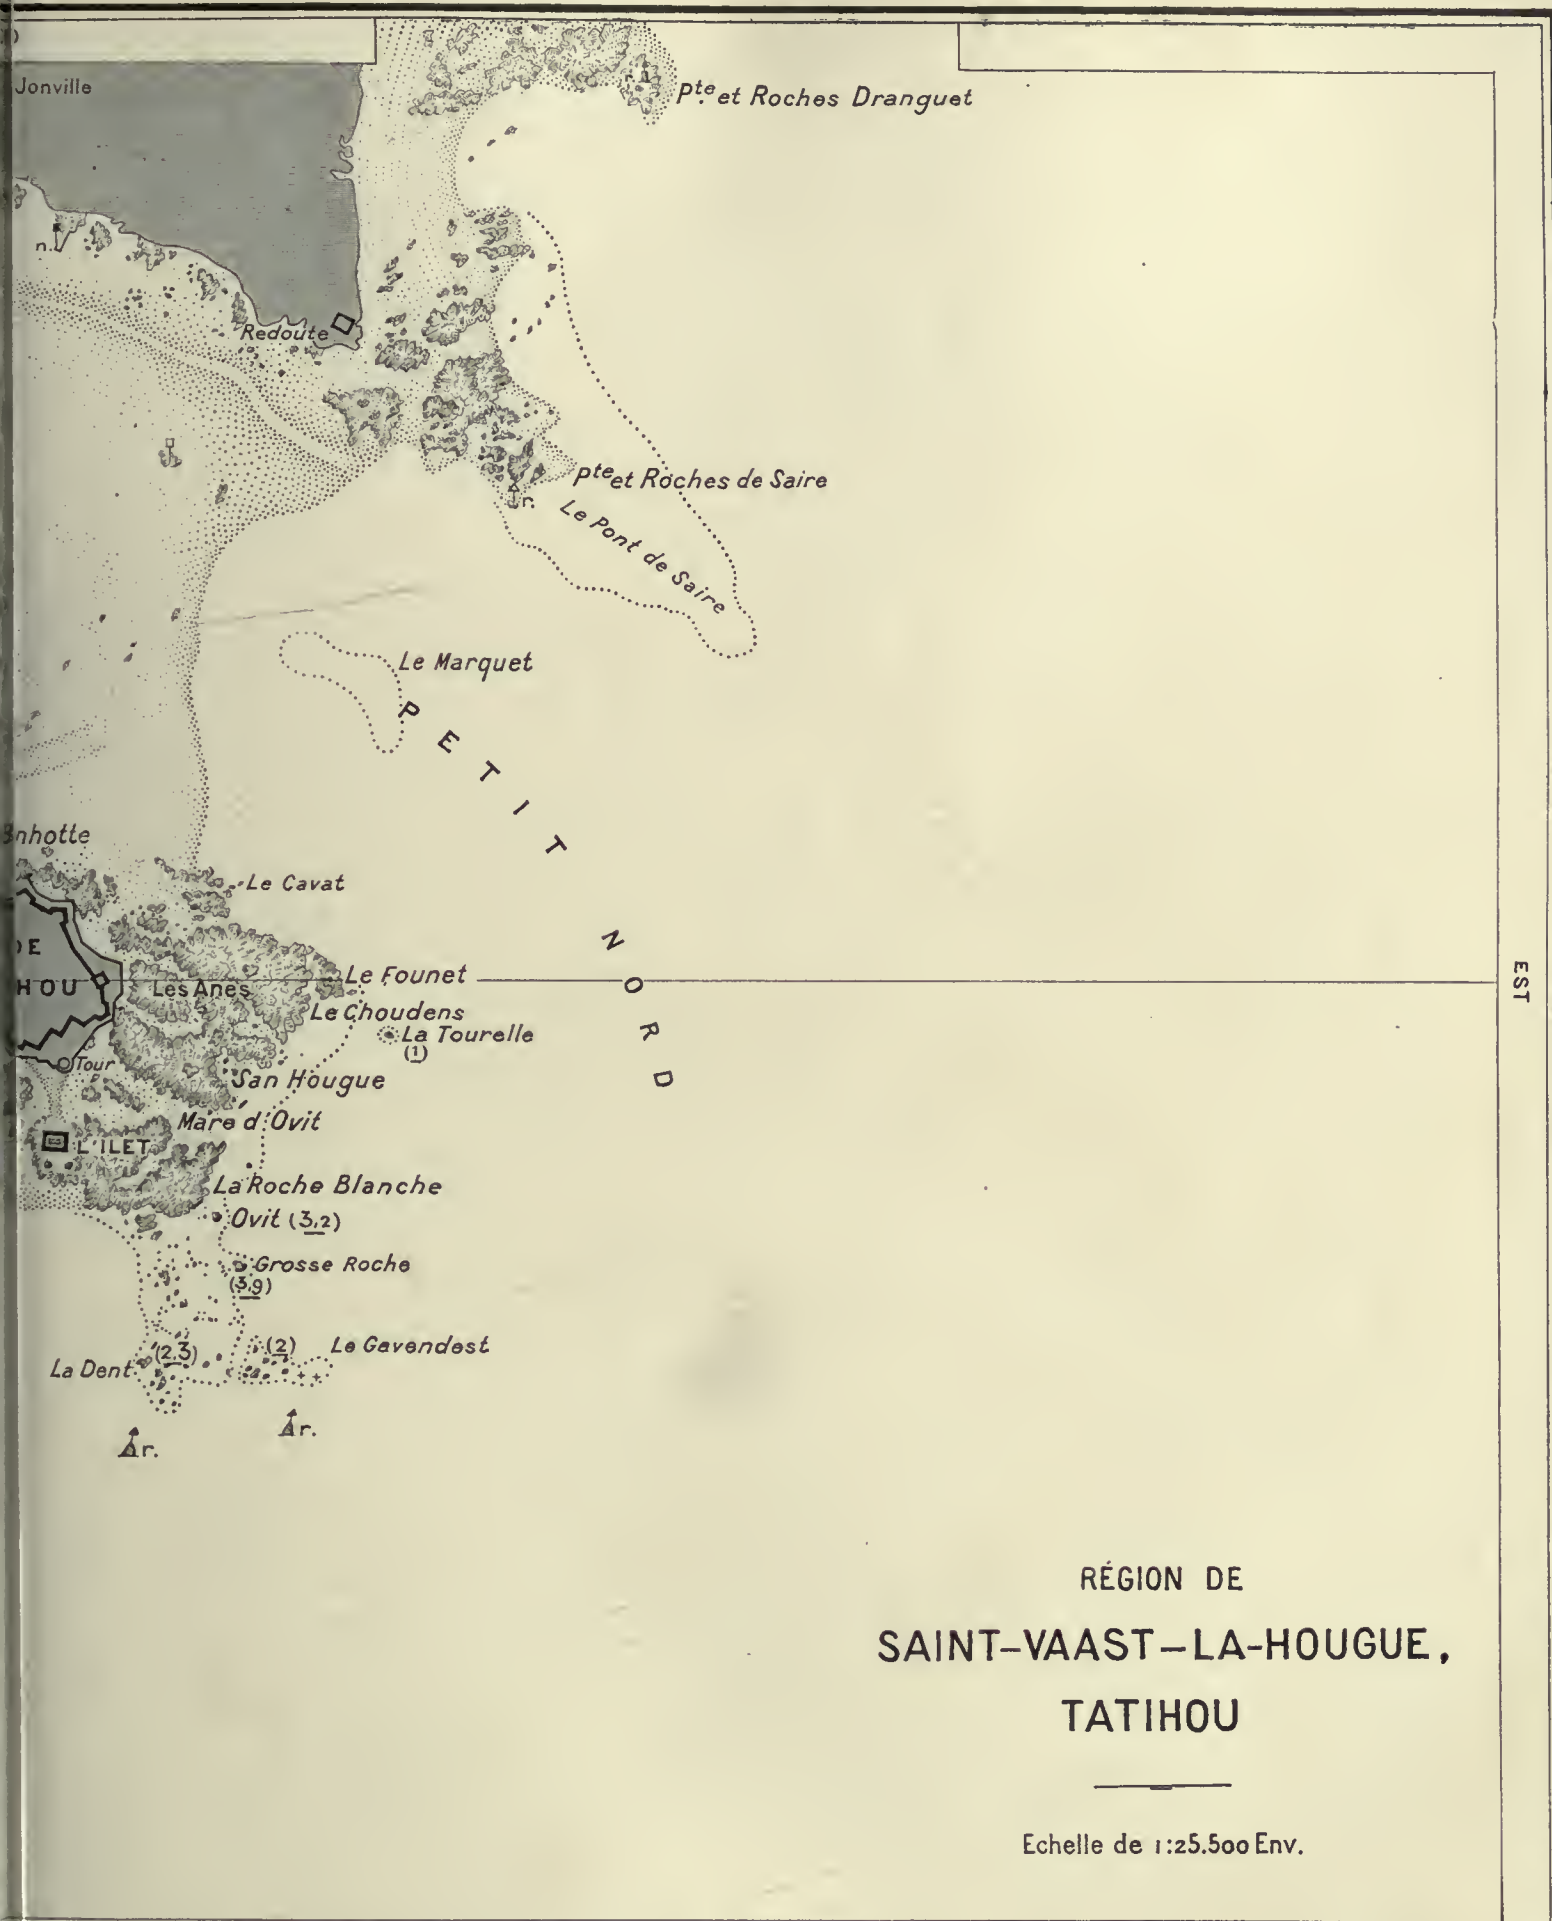 Jonville
Pte. et Roches Dranguet
n.
r.
Redoute
Pte et Roches de Saire
r.
Le Pont de Saire
Le Marquet
PETIT NORD
Le Cavat
DE
HOU
Les Anes
Le Founet
EST
Le Choudens
La Tourelle
(1)
Tour
San Hougue
Mare d'Ovit
L'ILET
La Roche Blanche
Ovit (3,2)
Grosse Roche
(3,9)
(2,3)
(2)
Le Gavendest
La Dent
r.
r.
RÉGION DE
SAINT-VAAST-LA-HOUGUE,
TATIHOU
Echelle de 1:25.500 Env.